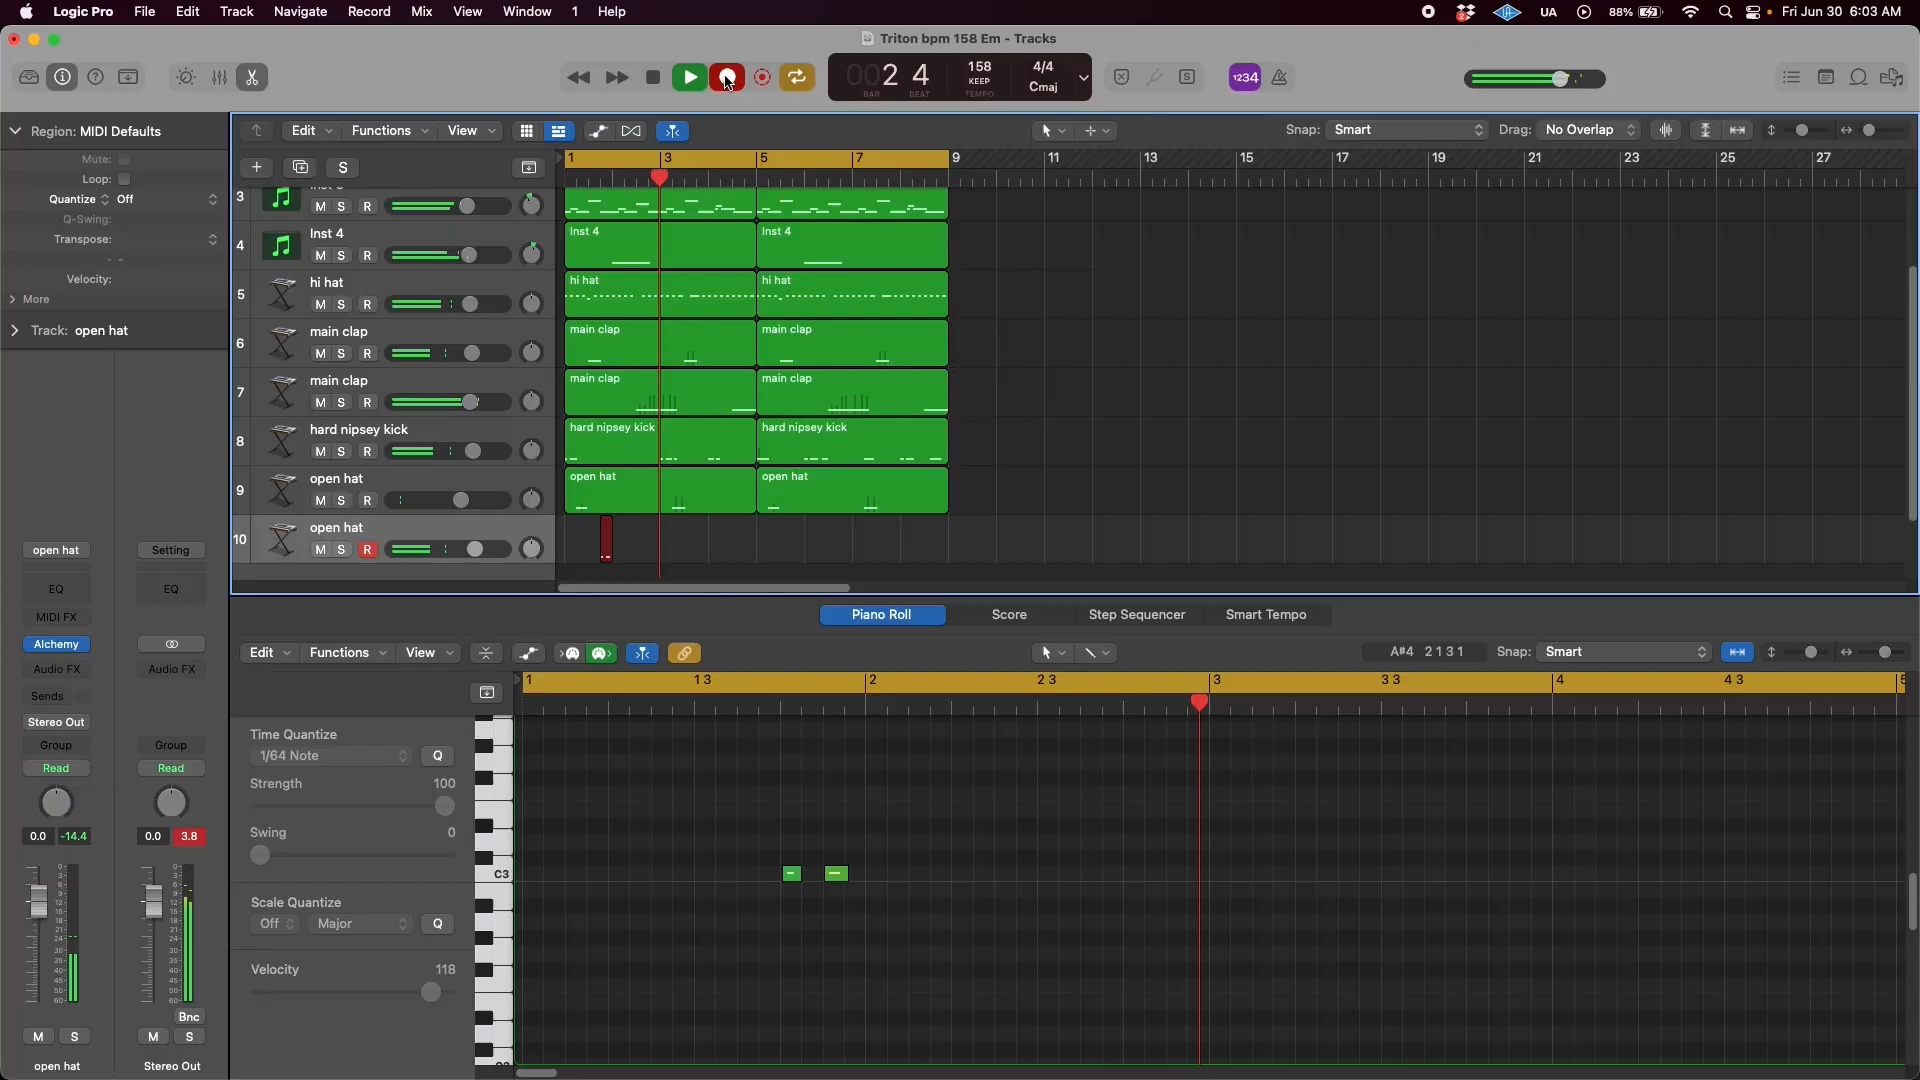 Logic Pro File Edit Track Navigate Record Mix View Window 1 Help
UA 88% Fri Jun 30 6:03 AM
Triton bpm 158 Em - Tracks
002 4 158 4/4
KEEP Cmaj
BAR BEAT TEMPO
S 1234
Region: MIDI Defaults
Mute:
Loop:
Quantize Off
Q-Swing:
Transpose:
Velocity:
More
Track: open hat
Edit Functions View Snap: Smart Drag: No Overlap
S
1 3 5 7 9 11 13 15 17 19 21 23 25 27
3 M S R
4 Inst 4 M S R Inst 4 Inst 4
5 hi hat M S R hi hat hi hat
6 main clap M S R main clap main clap
7 main clap M S R main clap main clap
8 hard nipsey kick M S R hard nipsey kick hard nipsey kick
9 open hat M S R open hat open hat
10 open hat M S R
open hat Setting
EQ EQ
MIDI FX
Alchemy
Audio FX Audio FX
Sends
Stereo Out
Group Group
Read Read
0.0 -14.4 0.0 3.8
Bnc
M S M S
open hat Stereo Out
Piano Roll Score Step Sequencer Smart Tempo
Edit Functions View A#4 2 1 3 1 Snap: Smart
1 1 3 2 2 3 3 3 3 4 4 3
Time Quantize
1/64 Note Q
Strength 100
Swing 0
Scale Quantize
Off Major Q
Velocity 118
C3